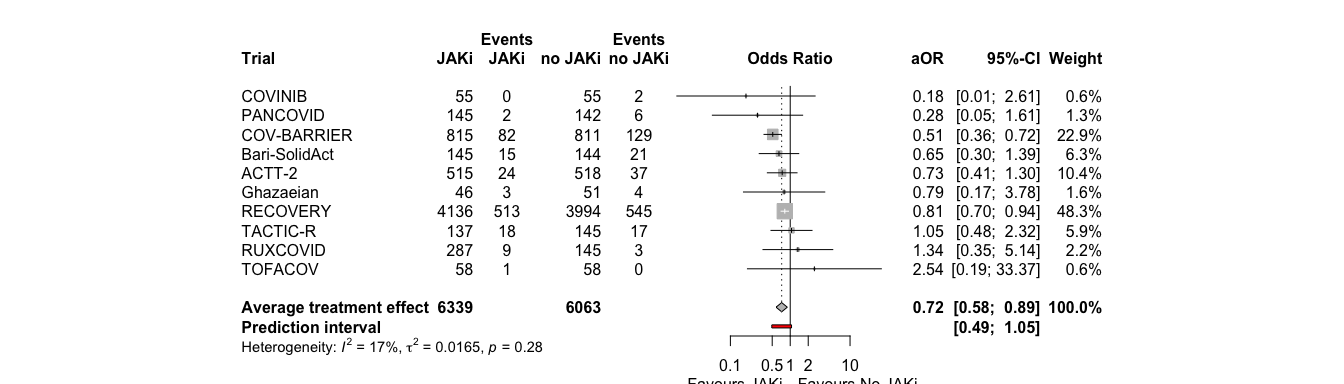 Events Events
Trial JAKi JAKi no JAKi no JAKi Odds Ratio aOR 95%-CI Weight
COVINIB 55 0 55 2 0.18 [0.01; 2.61] 0.6%
PANCOVID 145 2 142 6 0.28 [0.05; 1.61] 1.3%
COV-BARRIER 815 82 811 129 0.51 [0.36; 0.72] 22.9%
Bari-SolidAct 145 15 144 21 0.65 [0.30; 1.39] 6.3%
ACTT-2 515 24 518 37 0.73 [0.41; 1.30] 10.4%
Ghazaeian 46 3 51 4 0.79 [0.17; 3.78] 1.6%
RECOVERY 4136 513 3994 545 0.81 [0.70; 0.94] 48.3%
TACTIC-R 137 18 145 17 1.05 [0.48; 2.32] 5.9%
RUXCOVID 287 9 145 3 1.34 [0.35; 5.14] 2.2%
TOFACOV 58 1 58 0 2.54 [0.19; 33.37] 0.6%
Average treatment effect 6339 6063 0.72 [0.58; 0.89] 100.0%
Prediction interval [0.49; 1.05]
Heterogeneity: I² = 17%, τ² = 0.0165, p = 0.28
0.1 0.5 1 2 10
Favours JAKi Favours No JAKi